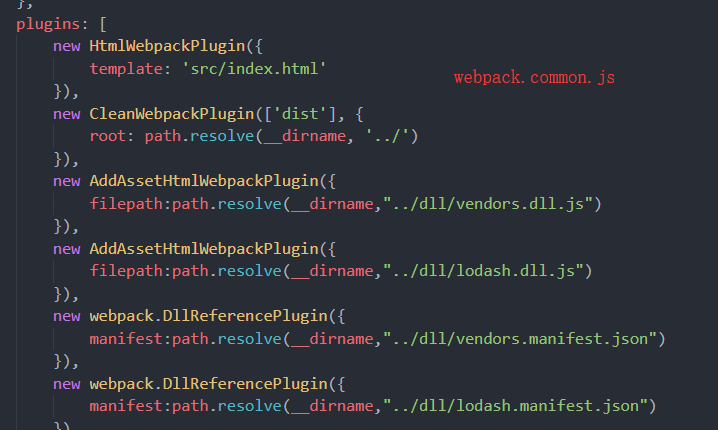 },
plugins: [
new HtmlWebpackPlugin({
template: 'src/index.html'
webpack.common.js
}),
new CleanWebpackPlugin(['dist'], {
root: path.resolve(__dirname, '../')
}),
new AddAssetHtmlWebpackPlugin({
filepath:path.resolve(__dirname,"../dll/vendors.dll.js")
}),
new AddAssetHtmlWebpackPlugin({
filepath:path.resolve(__dirname,"../dll/lodash.dll.js")
}),
new webpack.DllReferencePlugin({
manifest:path.resolve(__dirname,"../dll/vendors.manifest.json")
}),
new webpack.DllReferencePlugin({
manifest:path.resolve(__dirname,"../dll/lodash.manifest.json")
})